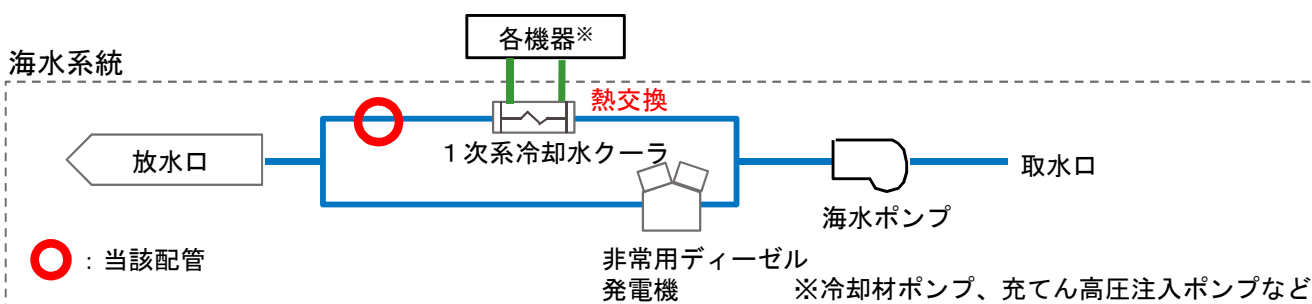 各機器※
海水系統
熱交換
放水口
1次系冷却水クーラ
取水口
海水ポンプ
：当該配管
非常用ディーゼル
発電機
※冷却材ポンプ、充てん高圧注入ポンプなど